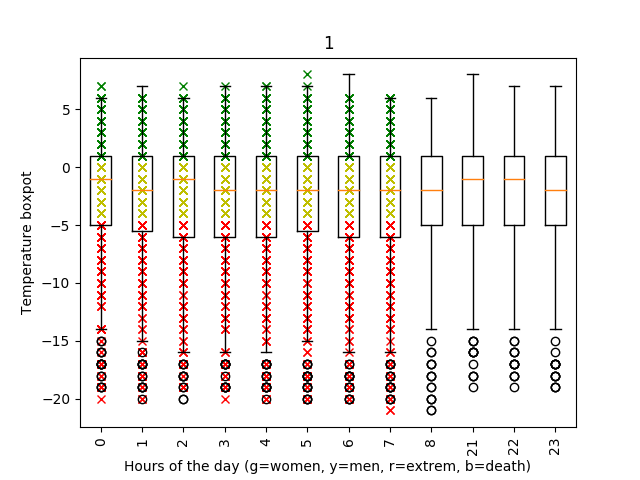 1
Temperature boxpot
5
0
−5
−10
−15
−20
0 1 2 3 4 5 6 7 8 21 22 23
Hours of the day (g=women, y=men, r=extrem, b=death)